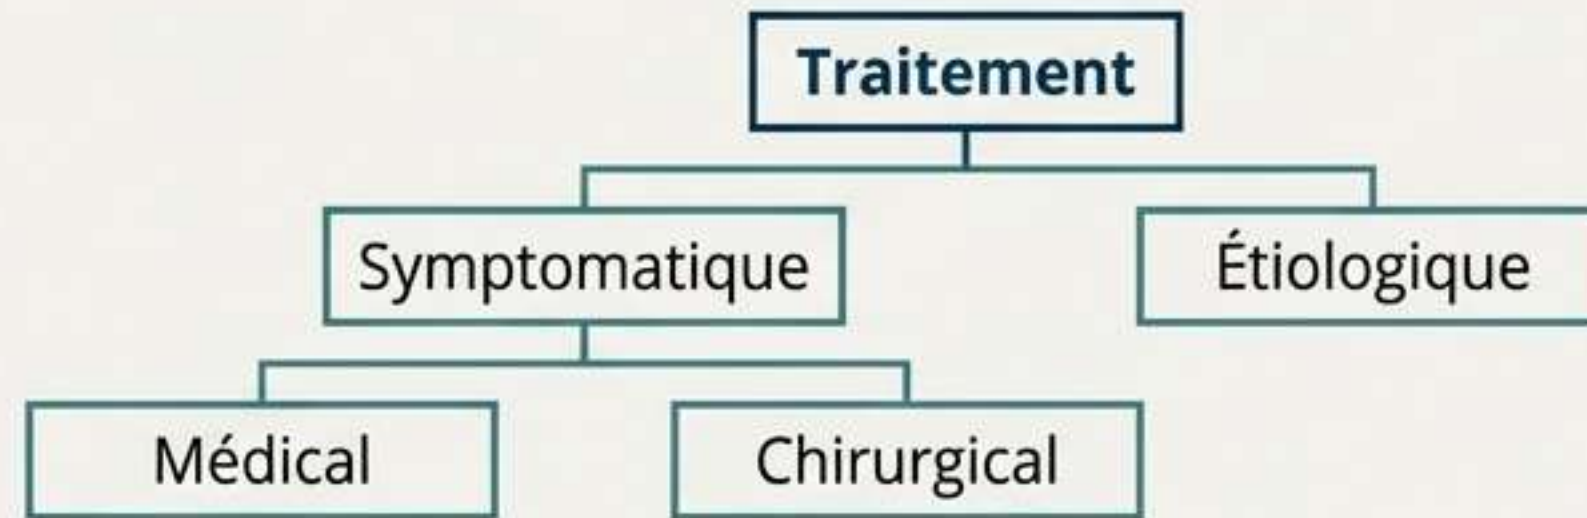 Traitement
Symptomatique
Étiologique
Médical
Chirurgical